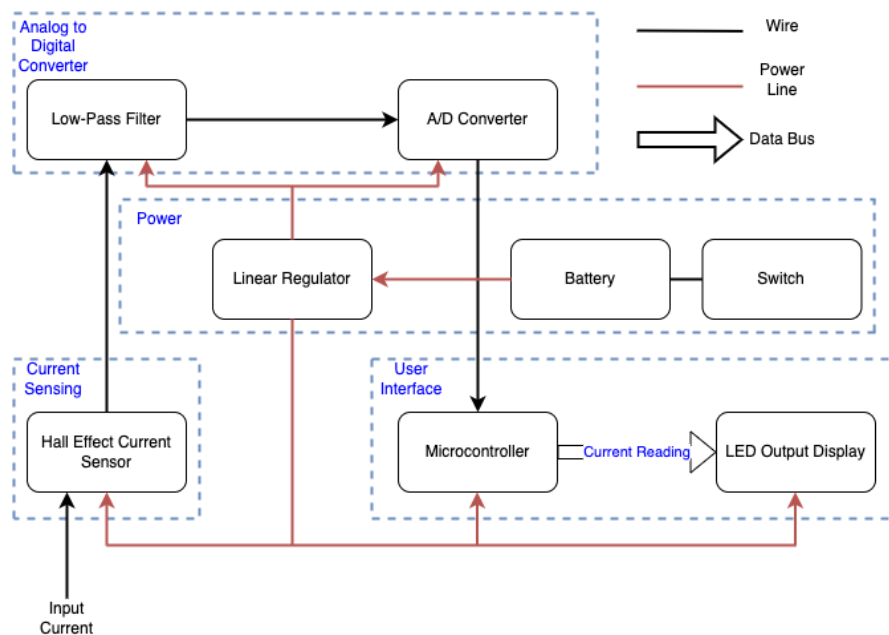 Analog to
Digital
Converter
Low-Pass Filter
A/D Converter
Wire
Power
Line
Data Bus
Power
Linear Regulator
Battery
Switch
Current
Sensing
Hall Effect Current
Sensor
User
Interface
Microcontroller
Current Reading
LED Output Display
Input
Current